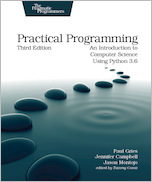 The Pragmatic
Programmers
Practical Programming
Third Edition
An Introduction to
Computer Science
Using Python 3.6
Paul Gries
Jennifer Campbell
Jason Montojo
edited by Tammy Coron